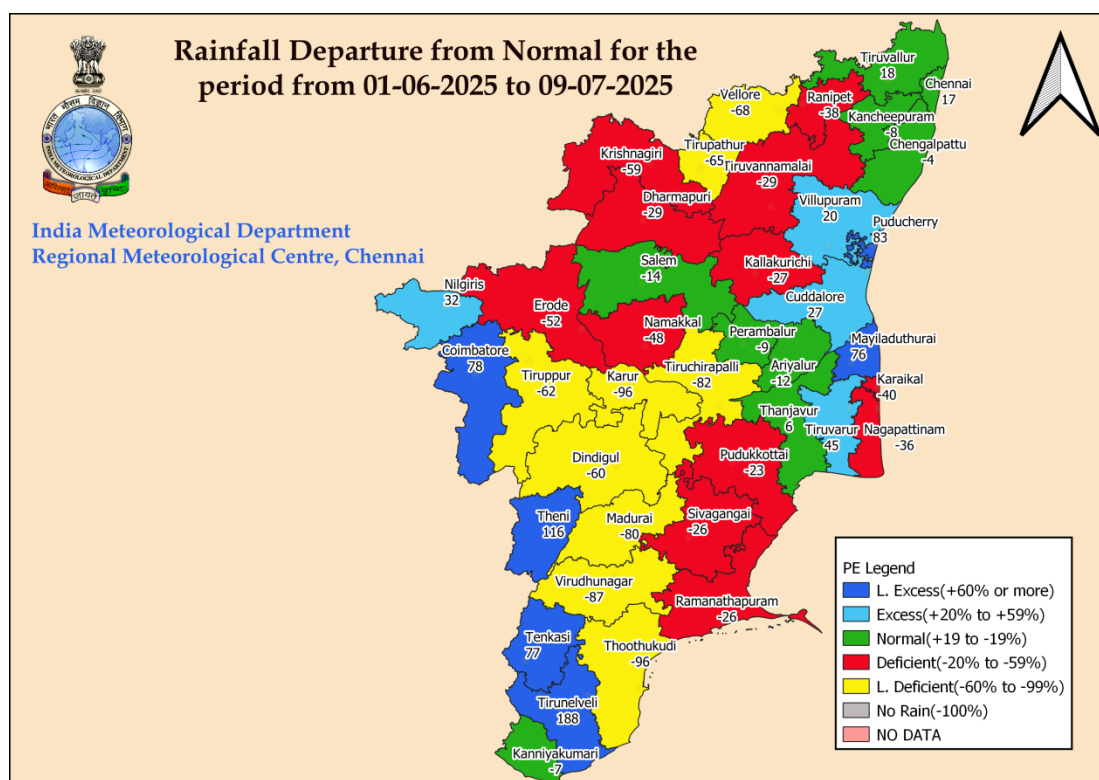 Rainfall Departure from Normal for the
period from 01-06-2025 to 09-07-2025
INDIA METEOROLOGICAL DEPARTMENT
India Meteorological Department
Regional Meteorological Centre, Chennai
Tiruvallur
18
Chennai
17
Vellore
-68
Ranipet
-38
Kancheepuram
-8
Chengalpattu
-4
Tirupathur
-65
Krishnagiri
-59
Tiruvannamalai
-29
Dharmapuri
-29
Villupuram
20
Puducherry
83
Salem
-14
Kallakurichi
-27
Nilgiris
32
Erode
-52
Cuddalore
27
Namakkal
-48
Perambalur
-9
Mayiladuthurai
76
Coimbatore
78
Tiruppur
-62
Karur
-96
Tiruchirapalli
-82
Ariyalur
-12
Karaikal
-40
Thanjavur
6
Tiruvarur
45
Nagapattinam
-36
Dindigul
-60
Pudukkottai
-23
Theni
116
Madurai
-80
Sivagangai
-26
Virudhunagar
-87
Ramanathapuram
-26
Tenkasi
77
Thoothukudi
-96
Tirunelveli
188
Kanniyakumari
-7
PE Legend
L. Excess(+60% or more)
Excess(+20% to +59%)
Normal(+19 to -19%)
Deficient(-20% to -59%)
L. Deficient(-60% to -99%)
No Rain(-100%)
NO DATA